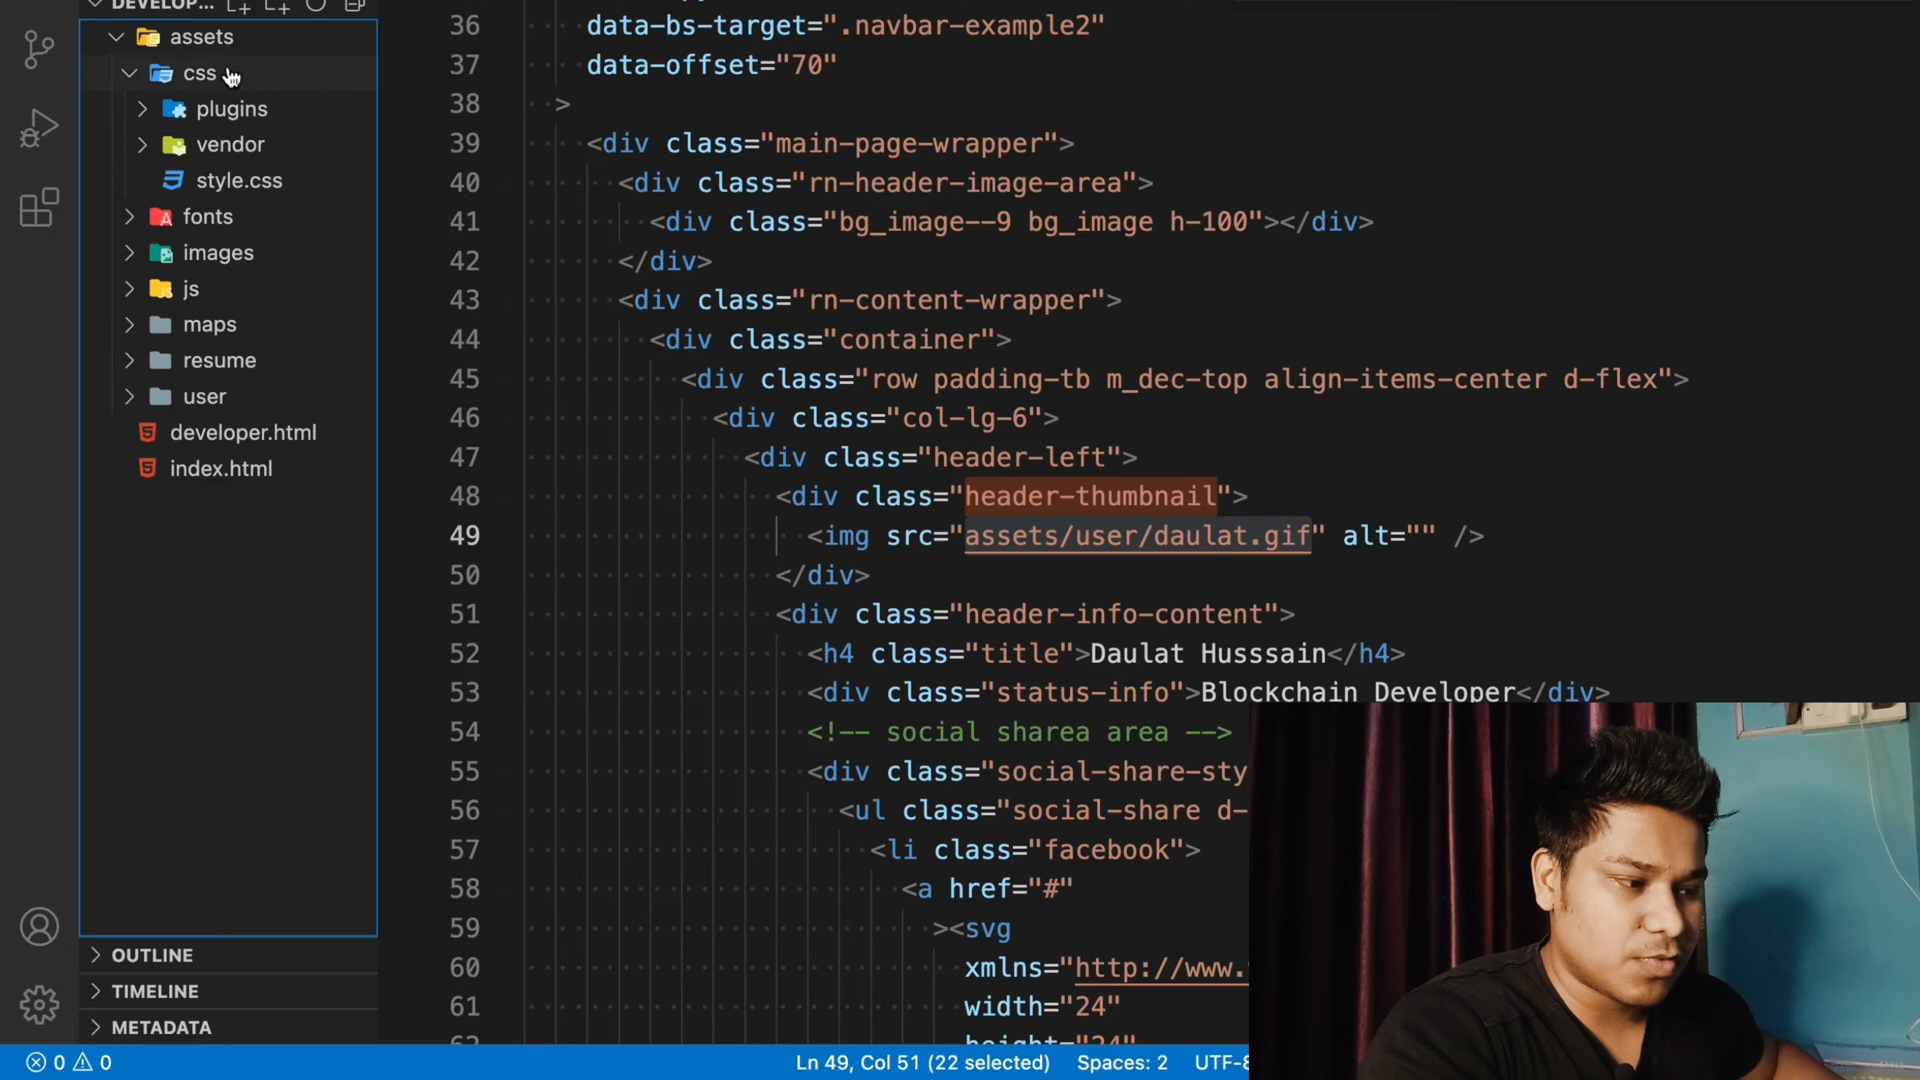 DEVELOP...
assets
css
plugins
vendor
style.css
fonts
images
js
maps
resume
user
developer.html
index.html
OUTLINE
TIMELINE
METADATA
36 data-bs-target=".navbar-example2"
37 data-offset="70"
38 >
39 <div class="main-page-wrapper">
40 <div class="rn-header-image-area">
41 <div class="bg_image--9 bg_image h-100"></div>
42 </div>
43 <div class="rn-content-wrapper">
44 <div class="container">
45 <div class="row padding-tb m_dec-top align-items-center d-flex">
46 <div class="col-lg-6">
47 <div class="header-left">
48 <div class="header-thumbnail">
49 <img src="assets/user/daulat.gif" alt="" />
50 </div>
51 <div class="header-info-content">
52 <h4 class="title">Daulat Husssain</h4>
53 <div class="status-info">Blockchain Developer</div>
54 <!-- social sharea area -->
55 <div class="social-share-sty
56 <ul class="social-share d-
57 <li class="facebook">
58 <a href="#"
59 ><svg
60 xmlns="http://www.
61 width="24"
62 height="24"
0 0 Ln 49, Col 51 (22 selected) Spaces: 2 UTF-8